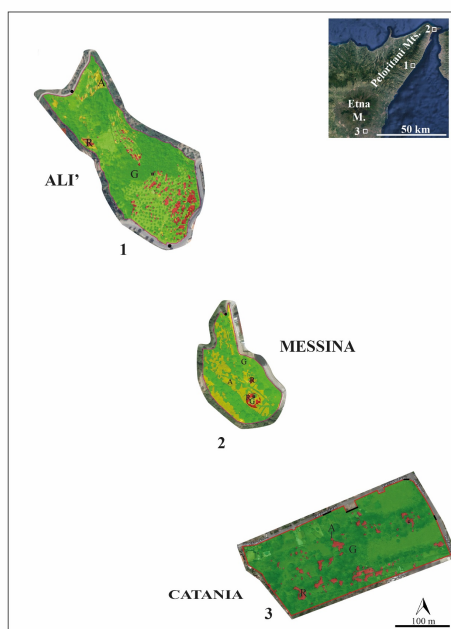 2
Peloritani Mts.
1
Etna
M.
3
50 km
A
R
G
ALI'
1
G
MESSINA
A
R
G
2
A
G
R
CATANIA
3
100 m